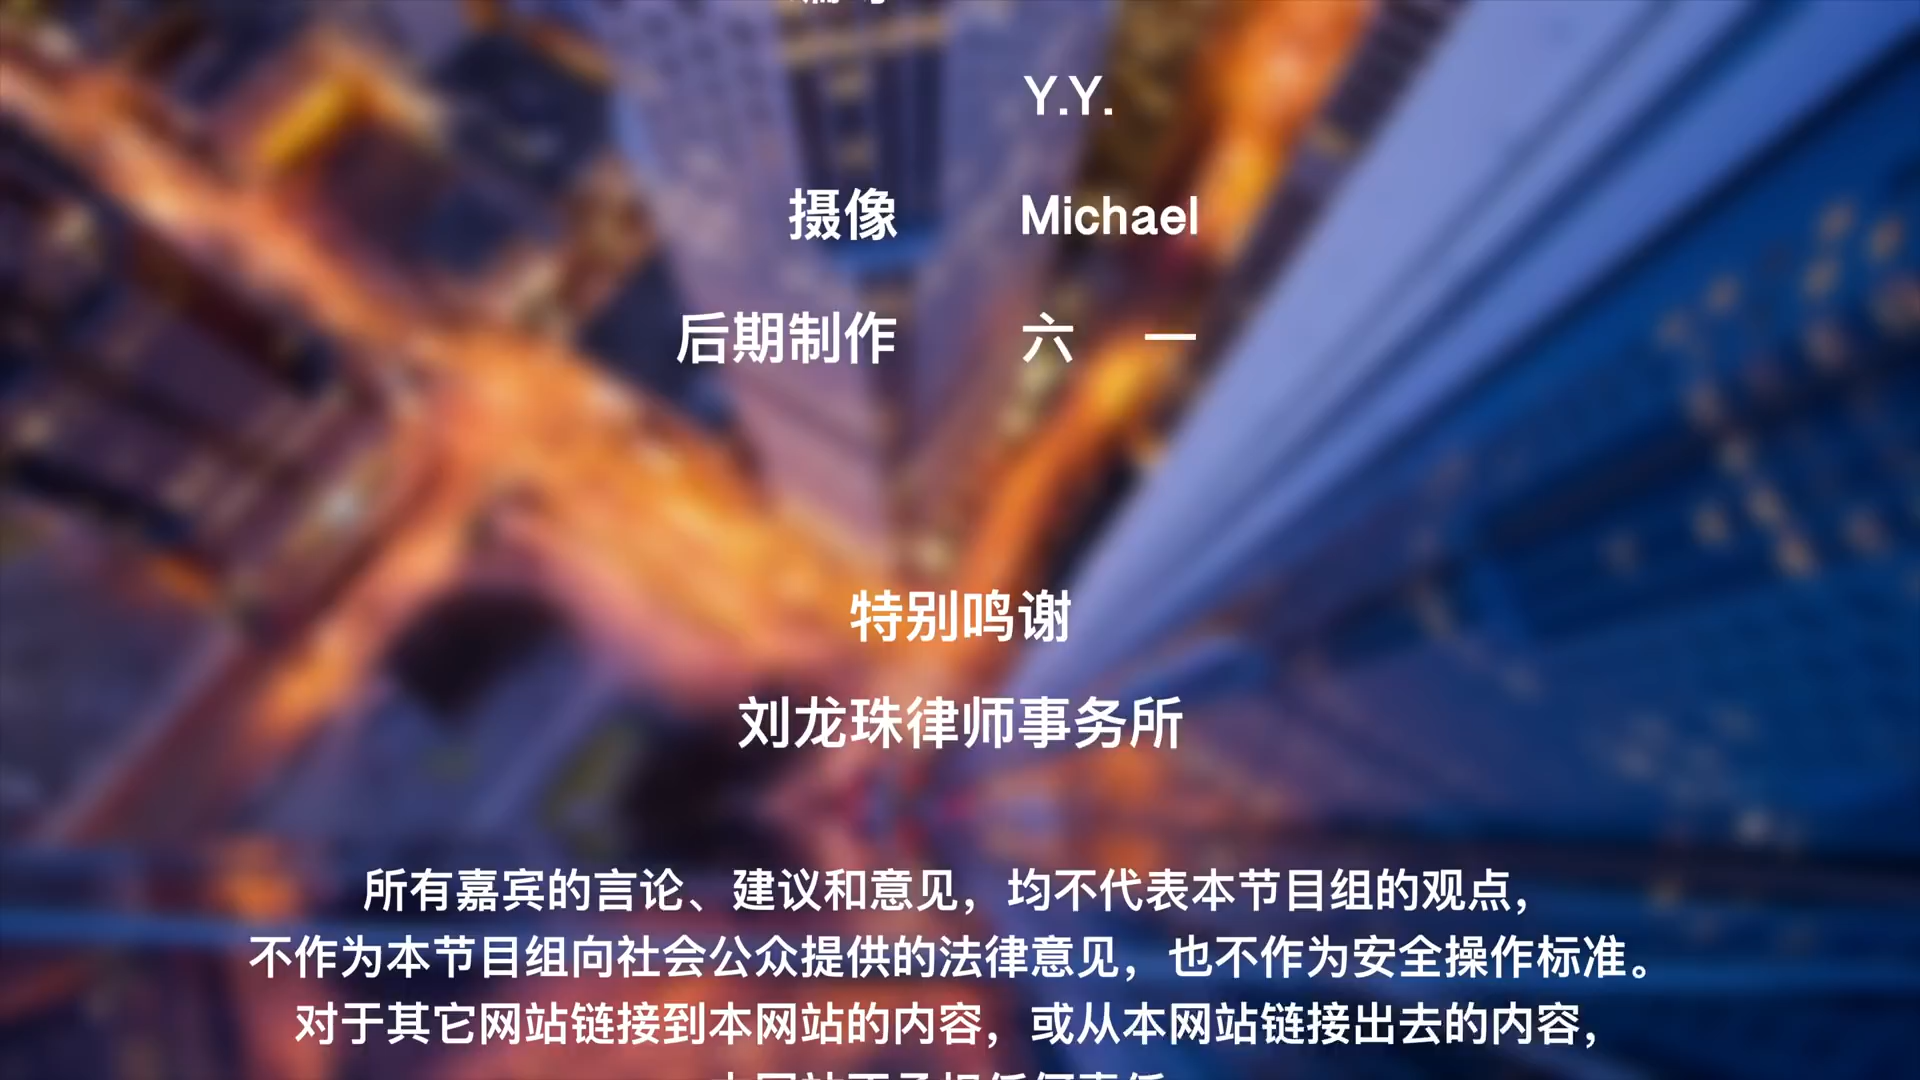 Y.Y.
摄像 Michael
后期制作 六 一
特别鸣谢
刘龙珠律师事务所
所有嘉宾的言论、建议和意见，均不代表本节目组的观点，
不作为本节目组向社会公众提供的法律意见，也不作为安全操作标准。
对于其它网站链接到本网站的内容，或从本网站链接出去的内容，